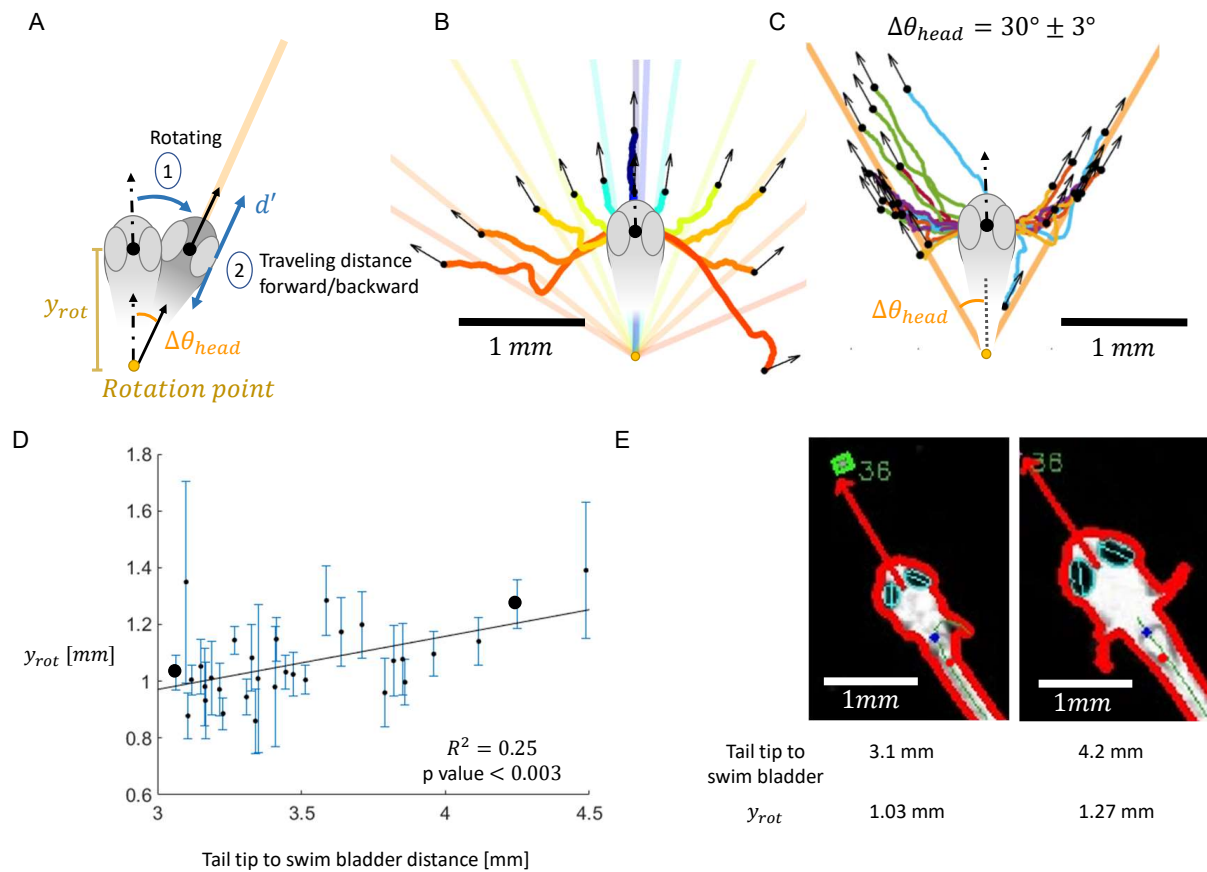 A
Rotating
1
d′
2
Traveling distance
forward/backward
y_rot
Δθ_head
Rotation point
B
1 mm
C
Δθ_head = 30° ± 3°
Δθ_head
1 mm
D
1.8
1.6
1.4
1.2
1
0.8
0.6
y_rot [mm]
R² = 0.25
p value < 0.003
3
3.5
4
4.5
Tail tip to swim bladder distance [mm]
E
36
36
1mm
1mm
Tail tip to
swim bladder
3.1 mm
4.2 mm
y_rot
1.03 mm
1.27 mm